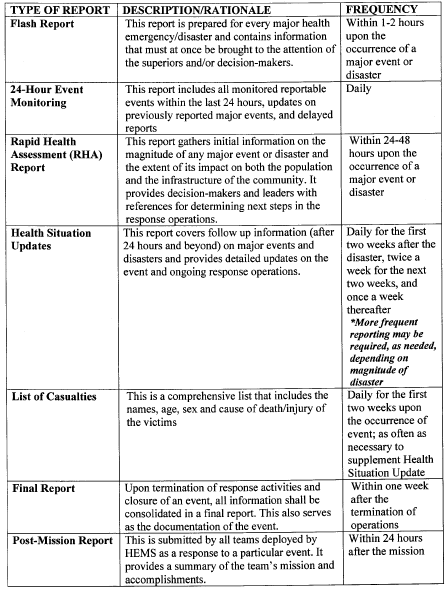 TYPE OF REPORT DESCRIPTION/RATIONALE FREQUENCY
Flash Report
This report is prepared for every major health
emergency/disaster and contains information
that must at once be brought to the attention of
the superiors and/or decision-makers.
Within 1-2 hours
upon the
occurrence of a
major event or
disaster
24-Hour Event
Monitoring
This report includes all monitored reportable
events within the last 24 hours, updates on
previously reported major events, and delayed
reports
Daily
Rapid Health
Assessment (RHA)
Report
This report gathers initial information on the
magnitude of any major event or disaster and
the extent of its impact on both the population
and the infrastructure of the community. It
provides decision-makers and leaders with
references for determining next steps in the
response operations.
Within 24-48
hours upon the
occurrence of a
major event or
disaster
Health Situation
Updates
This report covers follow up information (after
24 hours and beyond) on major events and
disasters and provides detailed updates on the
event and ongoing response operations.
Daily for the first
two weeks after the
disaster, twice a
week for the next
two weeks, and
once a week
thereafter
*More frequent
reporting may be
required, as needed,
depending on
magnitude of
disaster
List of Casualties
This is a comprehensive list that includes the
names, age, sex and cause of death/injury of
the victims
Daily for the first
two weeks upon
the occurrence of
event; as often as
necessary to
supplement Health
Situation Update
Final Report
Upon termination of response activities and
closure of an event, all information shall be
consolidated in a final report. This also serves
as the documentation of the event.
Within one week
after the
termination of
operations
Post-Mission Report
This is submitted by all teams deployed by
HEMS as a response to a particular event. It
provides a summary of the team's mission and
accomplishments.
Within 24 hours
after the mission